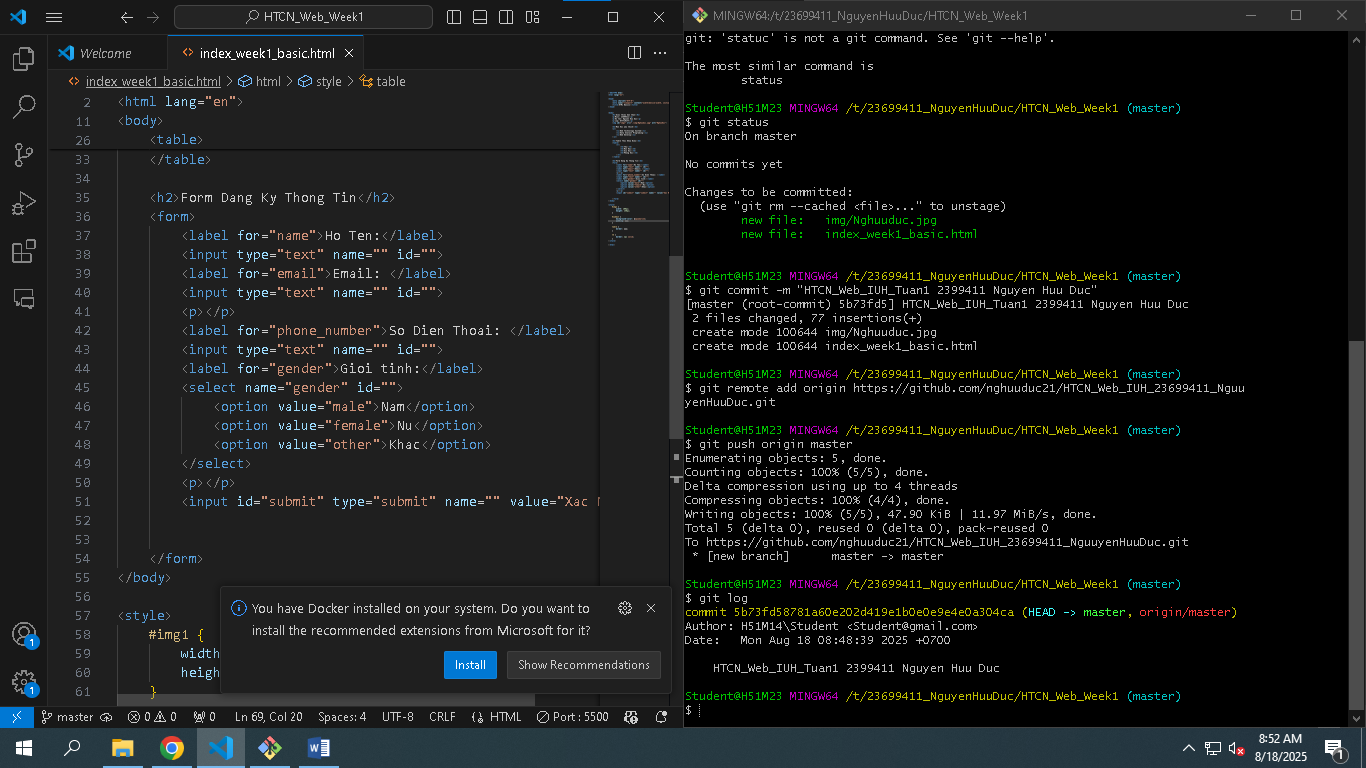 HTCN_Web_Week1
Welcome
index_week1_basic.html
index_week1_basic.html > html > style > table
2 <html lang="en">
11 <body>
26 <table>
33 </table>
34
35 <h2>Form Dang Ky Thong Tin</h2>
36 <form>
37 <label for="name">Ho Ten:</label>
38 <input type="text" name="" id="">
39 <label for="email">Email: </label>
40 <input type="text" name="" id="">
41 <p></p>
42 <label for="phone_number">So Dien Thoai: </label>
43 <input type="text" name="" id="">
44 <label for="gender">Gioi tinh:</label>
45 <select name="gender" id="">
46 <option value="male">Nam</option>
47 <option value="female">Nu</option>
48 <option value="other">Khac</option>
49 </select>
50 <p></p>
51 <input id="submit" type="submit" name="" value="Xac
52
53
54 </form>
55 </body>
56
57 <style>
58 #img1 {
59 width
60 heigh
61 }
You have Docker installed on your system. Do you want to
install the recommended extensions from Microsoft for it?
Install
Show Recommendations
1
1
master
0 0
0
Ln 69, Col 20
Spaces: 4
UTF-8
CRLF
HTML
Port : 5500
MINGW64:/t/23699411_NguyenHuuDuc/HTCN_Web_Week1
git: 'statuc' is not a git command. See 'git --help'.
The most similar command is
status
Student@H51M23 MINGW64 /t/23699411_NguyenHuuDuc/HTCN_Web_Week1 (master)
$ git status
On branch master
No commits yet
Changes to be committed:
(use "git rm --cached <file>..." to unstage)
new file: img/Nghuuduc.jpg
new file: index_week1_basic.html
Student@H51M23 MINGW64 /t/23699411_NguyenHuuDuc/HTCN_Web_Week1 (master)
$ git commit -m "HTCN_Web_IUH_Tuan1 2399411 Nguyen Huu Duc"
[master (root-commit) 5b73fd5] HTCN_Web_IUH_Tuan1 2399411 Nguyen Huu Duc
2 files changed, 77 insertions(+)
create mode 100644 img/Nghuuduc.jpg
create mode 100644 index_week1_basic.html
Student@H51M23 MINGW64 /t/23699411_NguyenHuuDuc/HTCN_Web_Week1 (master)
$ git remote add origin https://github.com/nghuuduc21/HTCN_Web_IUH_23699411_Nguu
yenHuuDuc.git
Student@H51M23 MINGW64 /t/23699411_NguyenHuuDuc/HTCN_Web_Week1 (master)
$ git push origin master
Enumerating objects: 5, done.
Counting objects: 100% (5/5), done.
Delta compression using up to 4 threads
Compressing objects: 100% (4/4), done.
Writing objects: 100% (5/5), 47.90 KiB | 11.97 MiB/s, done.
Total 5 (delta 0), reused 0 (delta 0), pack-reused 0
To https://github.com/nghuuduc21/HTCN_Web_IUH_23699411_NguuyenHuuDuc.git
* [new branch] master -> master
Student@H51M23 MINGW64 /t/23699411_NguyenHuuDuc/HTCN_Web_Week1 (master)
$ git log
commit 5b73fd58781a60e202d419e1b0e0e9e4e0a304ca (HEAD -> master, origin/master)
Author: H51M14\Student <Student@gmail.com>
Date: Mon Aug 18 08:48:39 2025 +0700
HTCN_Web_IUH_Tuan1 2399411 Nguyen Huu Duc
Student@H51M23 MINGW64 /t/23699411_NguyenHuuDuc/HTCN_Web_Week1 (master)
$
8:52 AM
8/18/2025
1